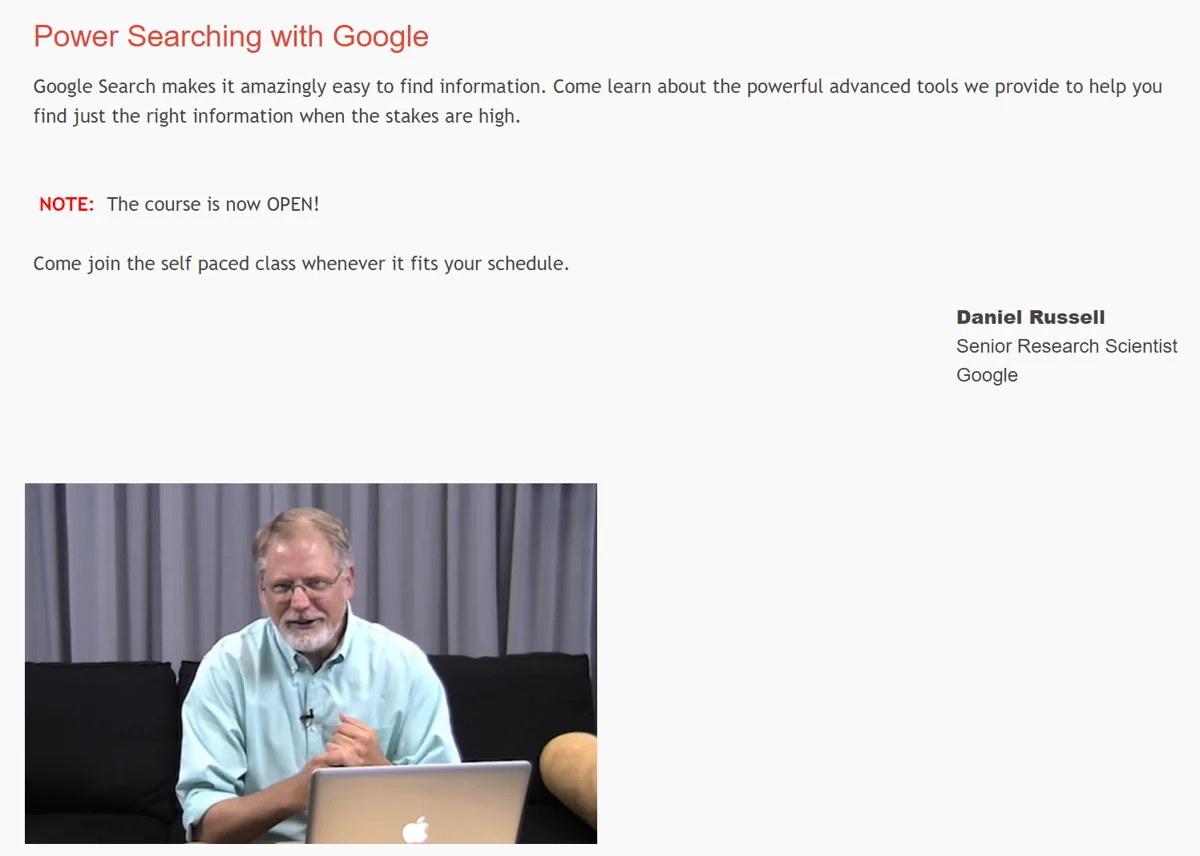 Power Searching with Google
Google Search makes it amazingly easy to find information. Come learn about the powerful advanced tools we provide to help you
find just the right information when the stakes are high.
NOTE: The course is now OPEN!
Come join the self paced class whenever it fits your schedule.
Daniel Russell
Senior Research Scientist
Google